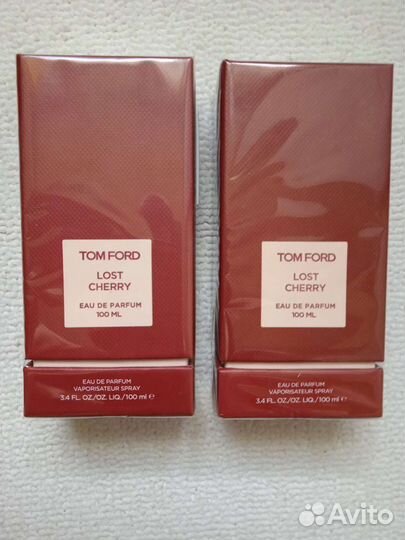 TOM FORD
LOST
CHERRY
EAU DE PARFUM
100 ML
EAU DE PARFUM
VAPORISATEUR SPRAY
3.4 FL. OZ./OZ. LIQ./100 ml ℮
TOM FORD
LOST
CHERRY
EAU DE PARFUM
100 ML
EAU DE PARFUM
VAPORISATEUR SPRAY
3.4 FL. OZ./OZ. LIQ./100 ml ℮
Avito